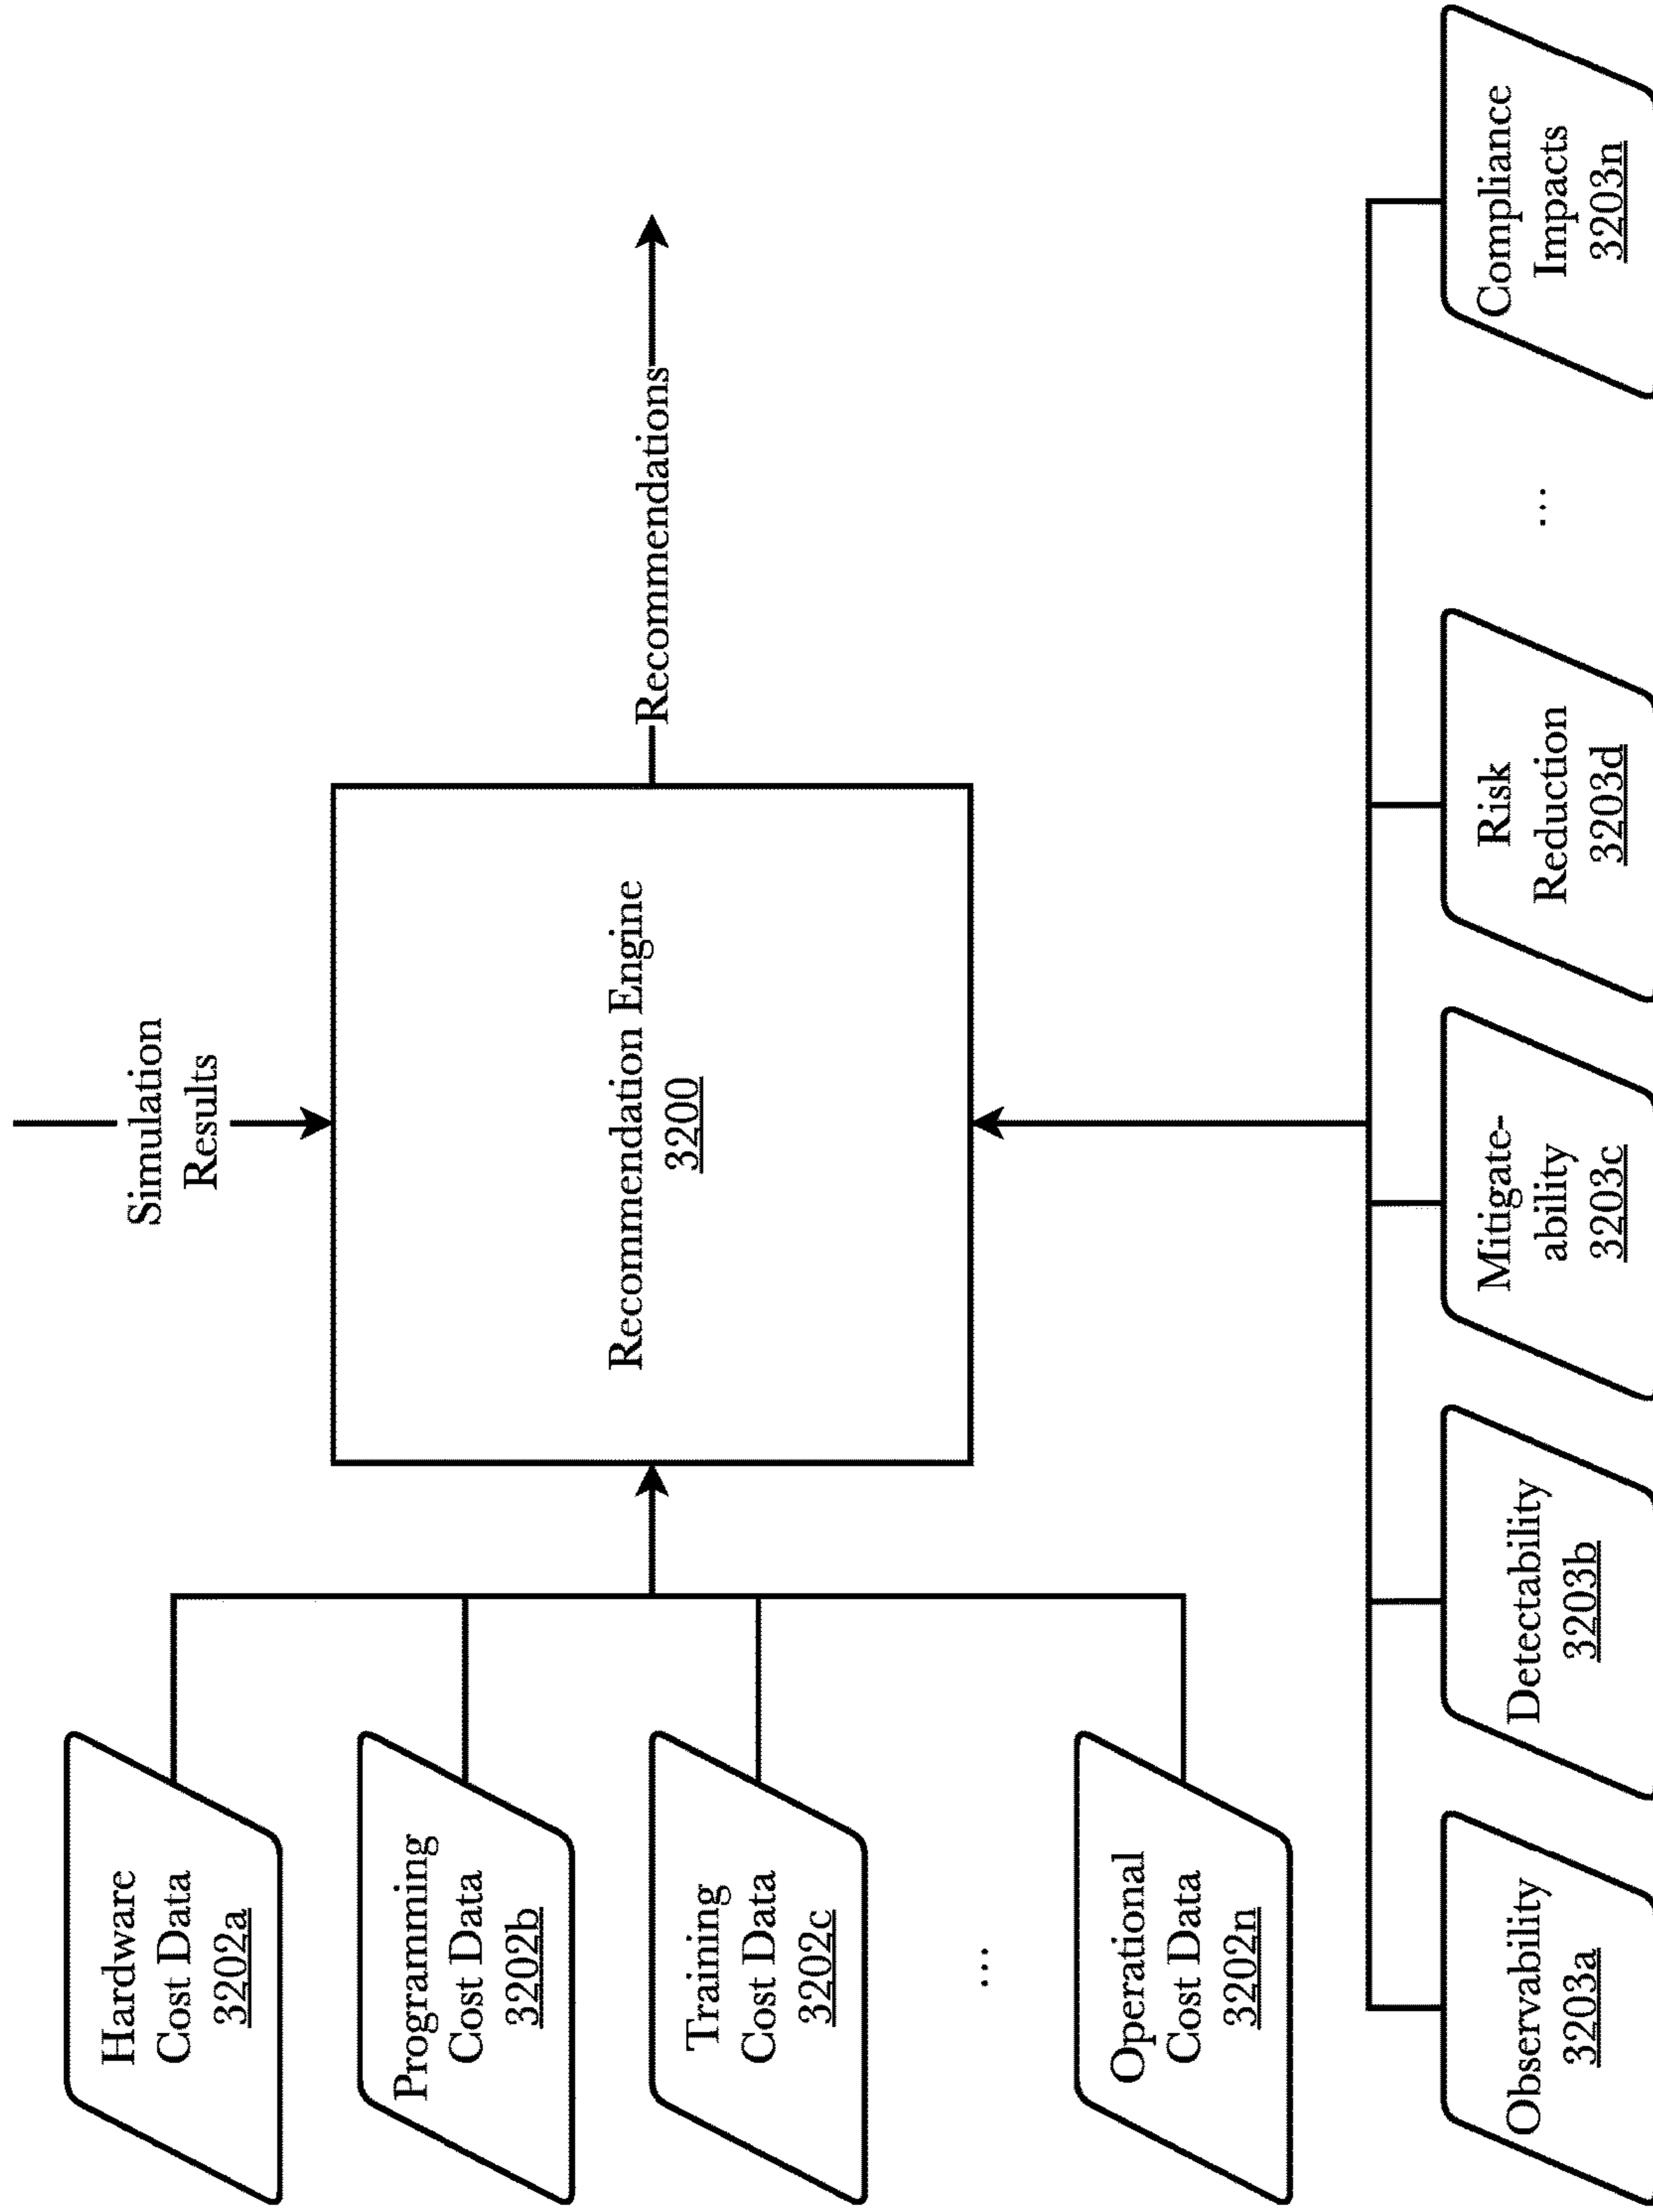 Simulation
Results
Hardware
Cost Data
3202a
Programming
Cost Data
3202b
Training
Cost Data
3202c
...
Operational
Cost Data
3202n
Recommendation Engine
3200
Recommendations
Observability
3203a
Detectability
3203b
Mitigate-
ability
3203c
Risk
Reduction
3203d
...
Compliance
Impacts
3203n